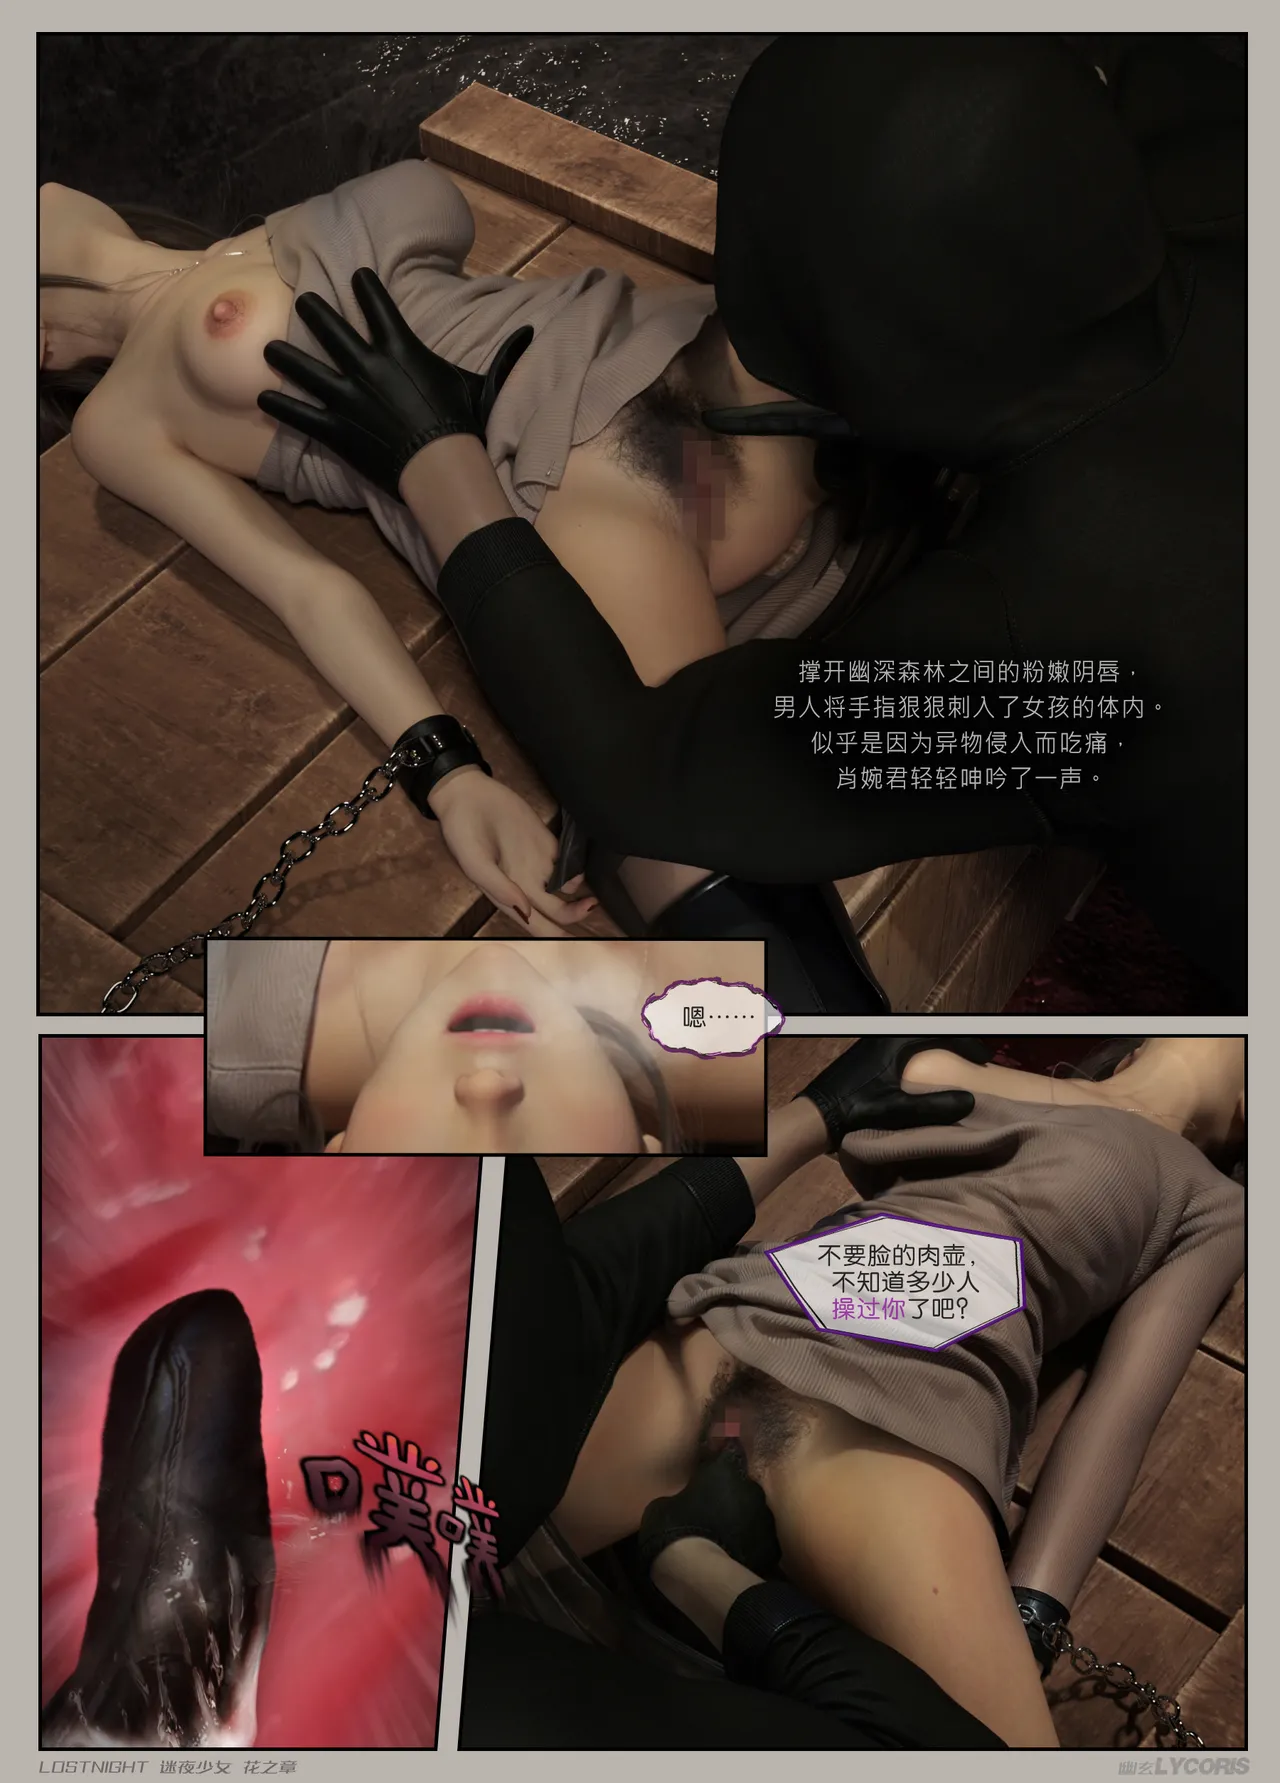 撑开幽深森林之间的粉嫩阴唇，
男人将手指狠狠刺入了女孩的体内。
似乎是因为异物侵入而吃痛，
肖婉君轻轻呻吟了一声。
嗯……
噗
噗
不要脸的肉壶，
不知道多少人
操过你了吧？
LOSTNIGHT 迷夜少女 花之章
幽玄LYCORIS